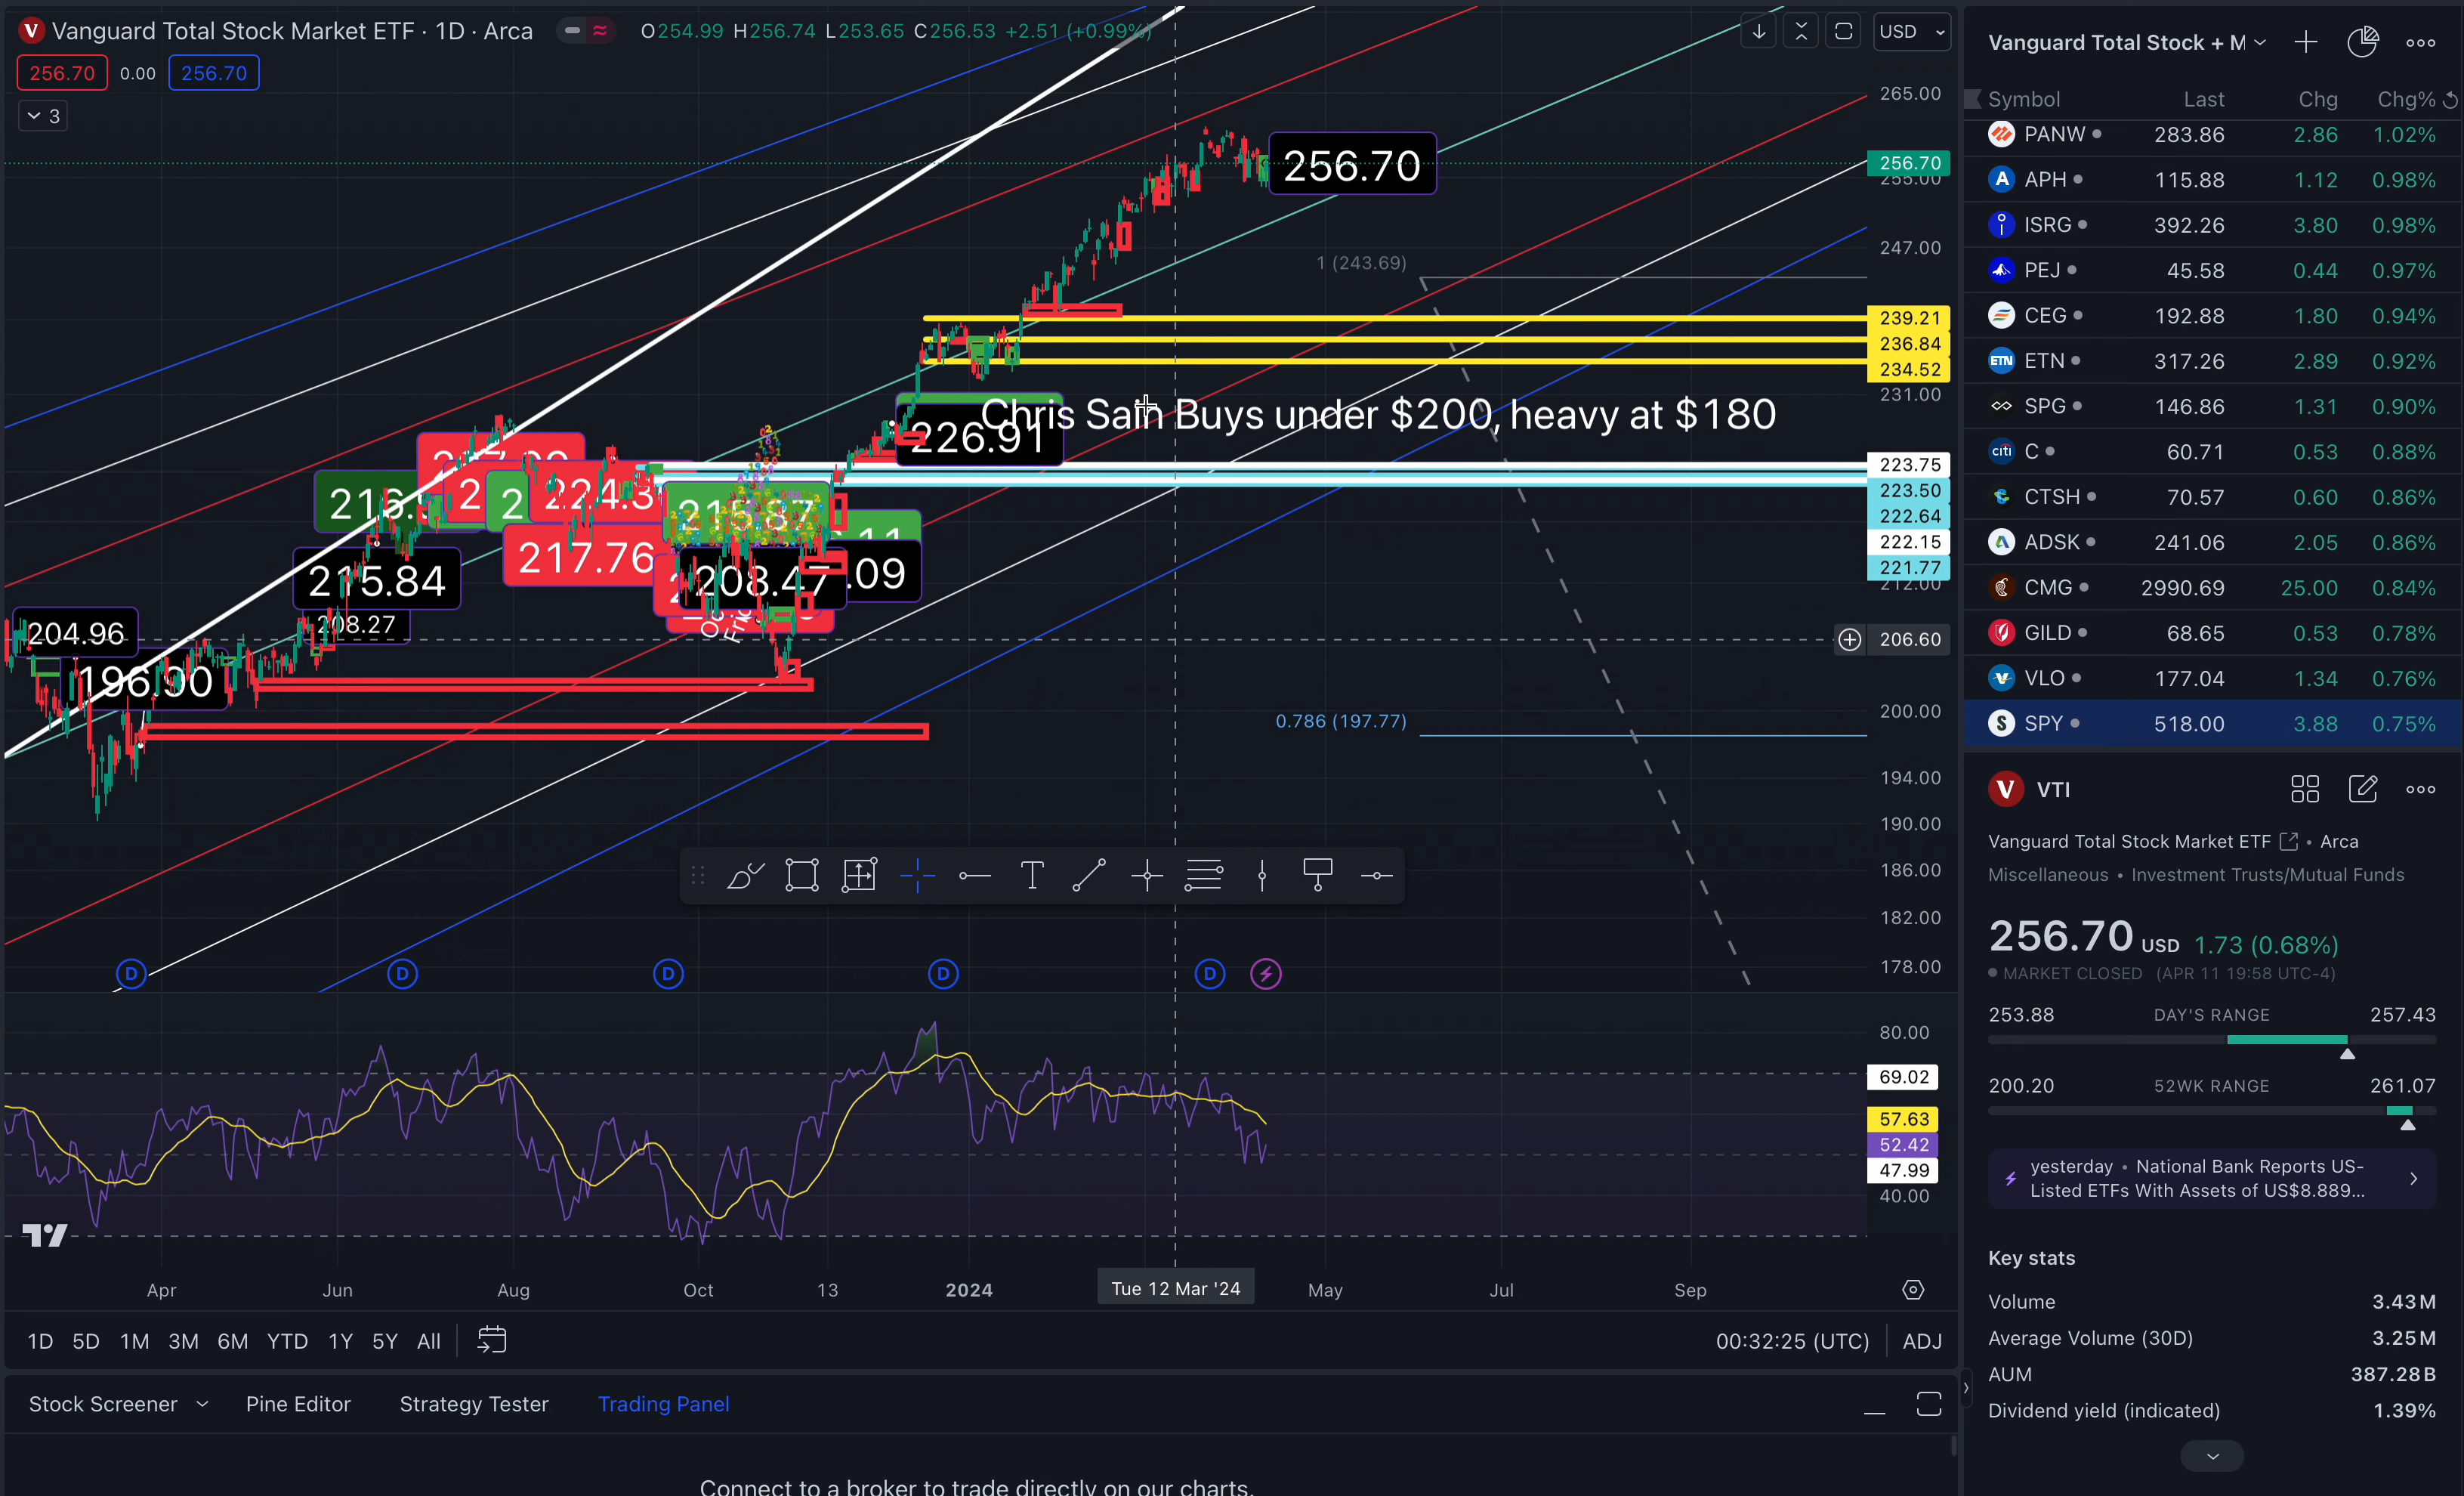 Vanguard Total Stock Market ETF · 1D · Arca
O254.99 H256.74 L253.65 C256.53 +2.51 (+0.99%)
USD
256.70 0.00 256.70
3
256.70
1 (243.69)
Chris Sain Buys under $200, heavy at $180
226.91
224.3
217.76
215.84
208.47
.09
208.27
204.96
196.90
0.786 (197.77)
265.00
256.70
255.00
247.00
239.21
236.84
234.52
231.00
223.75
223.50
222.64
222.15
221.77
212.00
206.60
200.00
194.00
190.00
186.00
182.00
178.00
D D D D D
80.00
69.02
57.63
52.42
47.99
40.00
Apr Jun Aug Oct 13 2024 Tue 12 Mar '24 May Jul Sep
1D 5D 1M 3M 6M YTD 1Y 5Y All
00:32:25 (UTC) ADJ
Stock Screener Pine Editor Strategy Tester Trading Panel
Connect to a broker to trade directly on our charts.
Vanguard Total Stock + M
Symbol Last Chg Chg%
PANW 283.86 2.86 1.02%
APH 115.88 1.12 0.98%
ISRG 392.26 3.80 0.98%
PEJ 45.58 0.44 0.97%
CEG 192.88 1.80 0.94%
ETN 317.26 2.89 0.92%
SPG 146.86 1.31 0.90%
C 60.71 0.53 0.88%
CTSH 70.57 0.60 0.86%
ADSK 241.06 2.05 0.86%
CMG 2990.69 25.00 0.84%
GILD 68.65 0.53 0.78%
VLO 177.04 1.34 0.76%
SPY 518.00 3.88 0.75%
VTI
Vanguard Total Stock Market ETF • Arca
Miscellaneous • Investment Trusts/Mutual Funds
256.70 USD 1.73 (0.68%)
MARKET CLOSED (APR 11 19:58 UTC-4)
253.88 DAY'S RANGE 257.43
200.20 52WK RANGE 261.07
yesterday • National Bank Reports US-
Listed ETFs With Assets of US$8.889...
Key stats
Volume 3.43M
Average Volume (30D) 3.25M
AUM 387.28B
Dividend yield (indicated) 1.39%